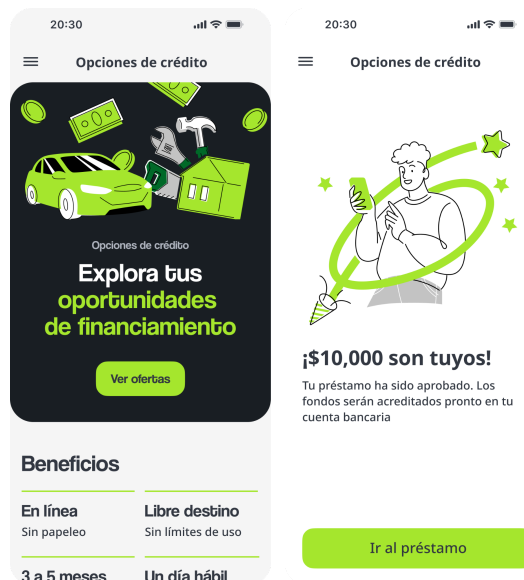 20:30
Opciones de crédito
Opciones de crédito
Explora tus
oportunidades
de financiamiento
Ver ofertas
Beneficios
En línea
Sin papeleo
Libre destino
Sin límites de uso
3 a 5 meses
Un día hábil
20:30
Opciones de crédito
¡$10,000 son tuyos!
Tu préstamo ha sido aprobado. Los
fondos serán acreditados pronto en tu
cuenta bancaria
Ir al préstamo